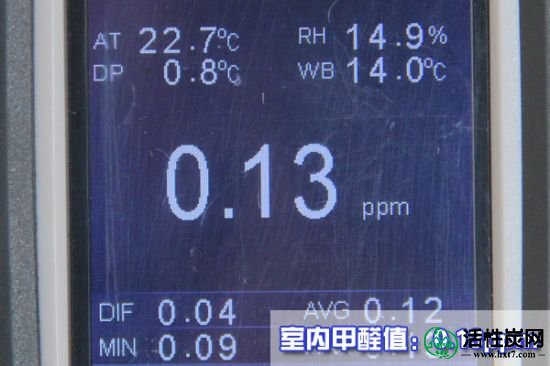 AT 22.7℃ RH 14.9%
DP 0.8℃ WB 14.0℃
0.13 ppm
DIF 0.04 AVG 0.12
MIN 0.09
室内甲醛值:
活性炭网
www.hxt7.com